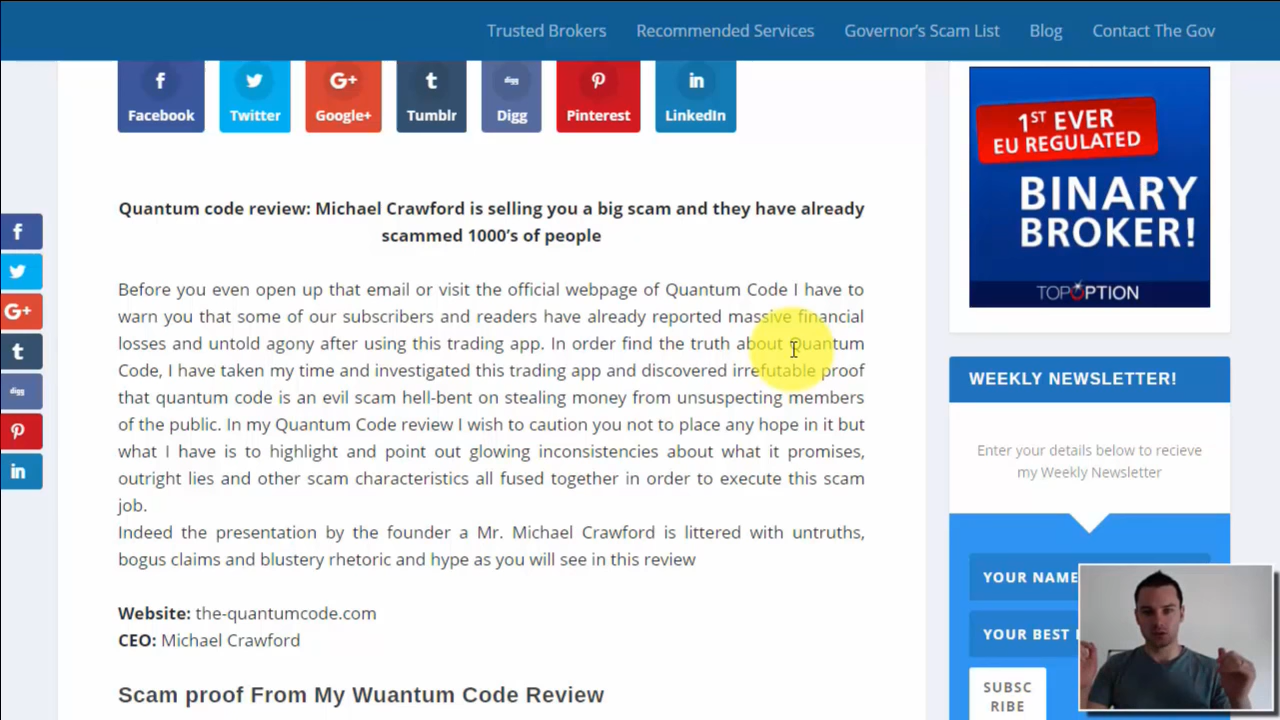 Trusted Brokers Recommended Services Governor's Scam List Blog Contact The Gov
Facebook Twitter Google+ Tumblr Digg Pinterest LinkedIn
Quantum code review: Michael Crawford is selling you a big scam and they have already
scammed 1000's of people
Before you even open up that email or visit the official webpage of Quantum Code I have to
warn you that some of our subscribers and readers have already reported massive financial
losses and untold agony after using this trading app. In order find the truth about Quantum
Code, I have taken my time and investigated this trading app and discovered irrefutable proof
that quantum code is an evil scam hell-bent on stealing money from unsuspecting members
of the public. In my Quantum Code review I wish to caution you not to place any hope in it but
what I have is to highlight and point out glowing inconsistencies about what it promises,
outright lies and other scam characteristics all fused together in order to execute this scam
job.
Indeed the presentation by the founder a Mr. Michael Crawford is littered with untruths,
bogus claims and blustery rhetoric and hype as you will see in this review
Website: the-quantumcode.com
CEO: Michael Crawford
Scam proof From My Wuantum Code Review
1ST EVER
EU REGULATED
BINARY
BROKER!
TOPOPTION
WEEKLY NEWSLETTER!
Enter your details below to recieve
my Weekly Newsletter
YOUR NAME
YOUR BEST
SUBSC
RIBE